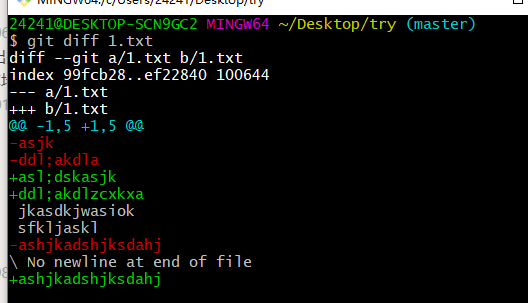 MINGW64:/c/Users/24241/Desktop/try
24241@DESKTOP-SCN9GC2 MINGW64 ~/Desktop/try (master)
$ git diff 1.txt
diff --git a/1.txt b/1.txt
index 99fcb28..ef22840 100644
--- a/1.txt
+++ b/1.txt
@@ -1,5 +1,5 @@
-asjk
-ddl;akdla
+asl;dskasjk
+ddl;akdlzcxkxa
 jkasdkjwasiok
 sfkljaskl
-ashjkadshjksdahj
\ No newline at end of file
+ashjkadshjksdahj